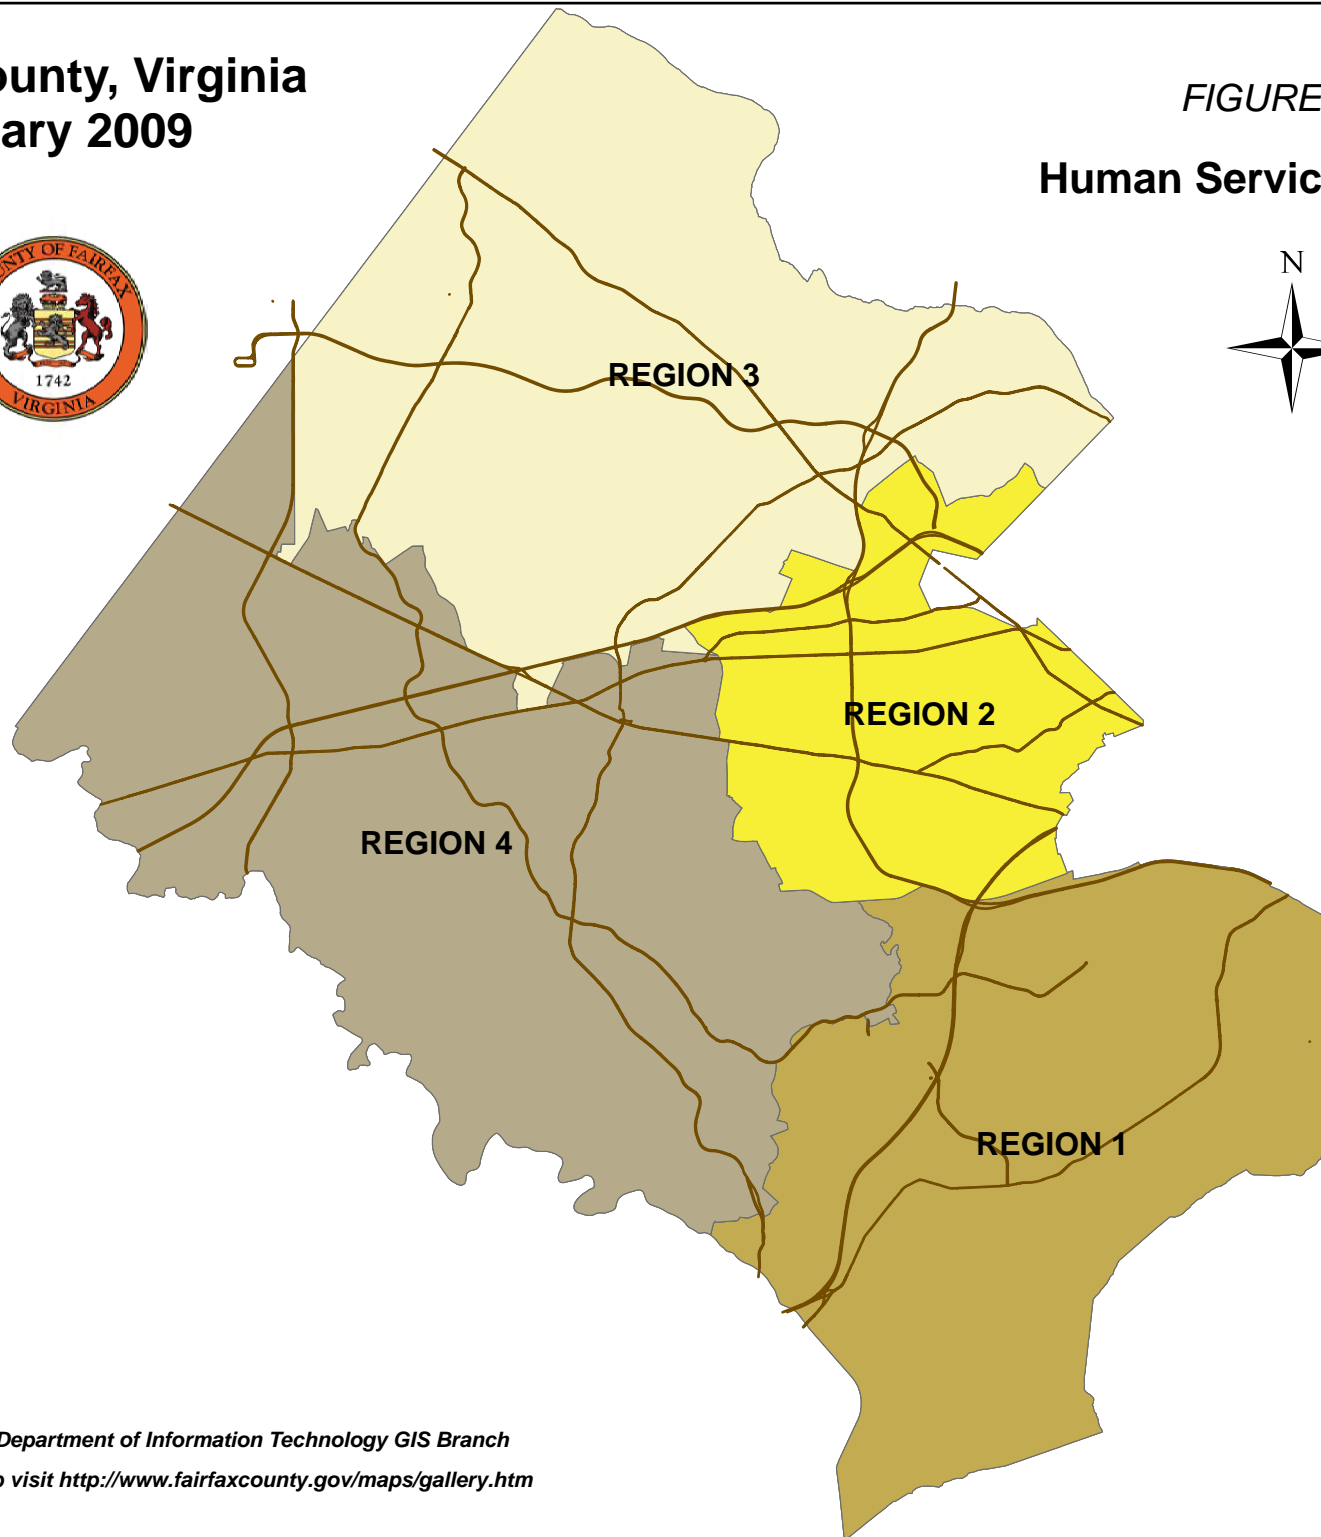 ounty, Virginia
ary 2009
FIGURE
Human Servic
NTY OF FAIRFAX
1742
VIRGINIA
N
REGION 3
REGION 2
REGION 4
REGION 1
Department of Information Technology GIS Branch
visit http://www.fairfaxcounty.gov/maps/gallery.htm